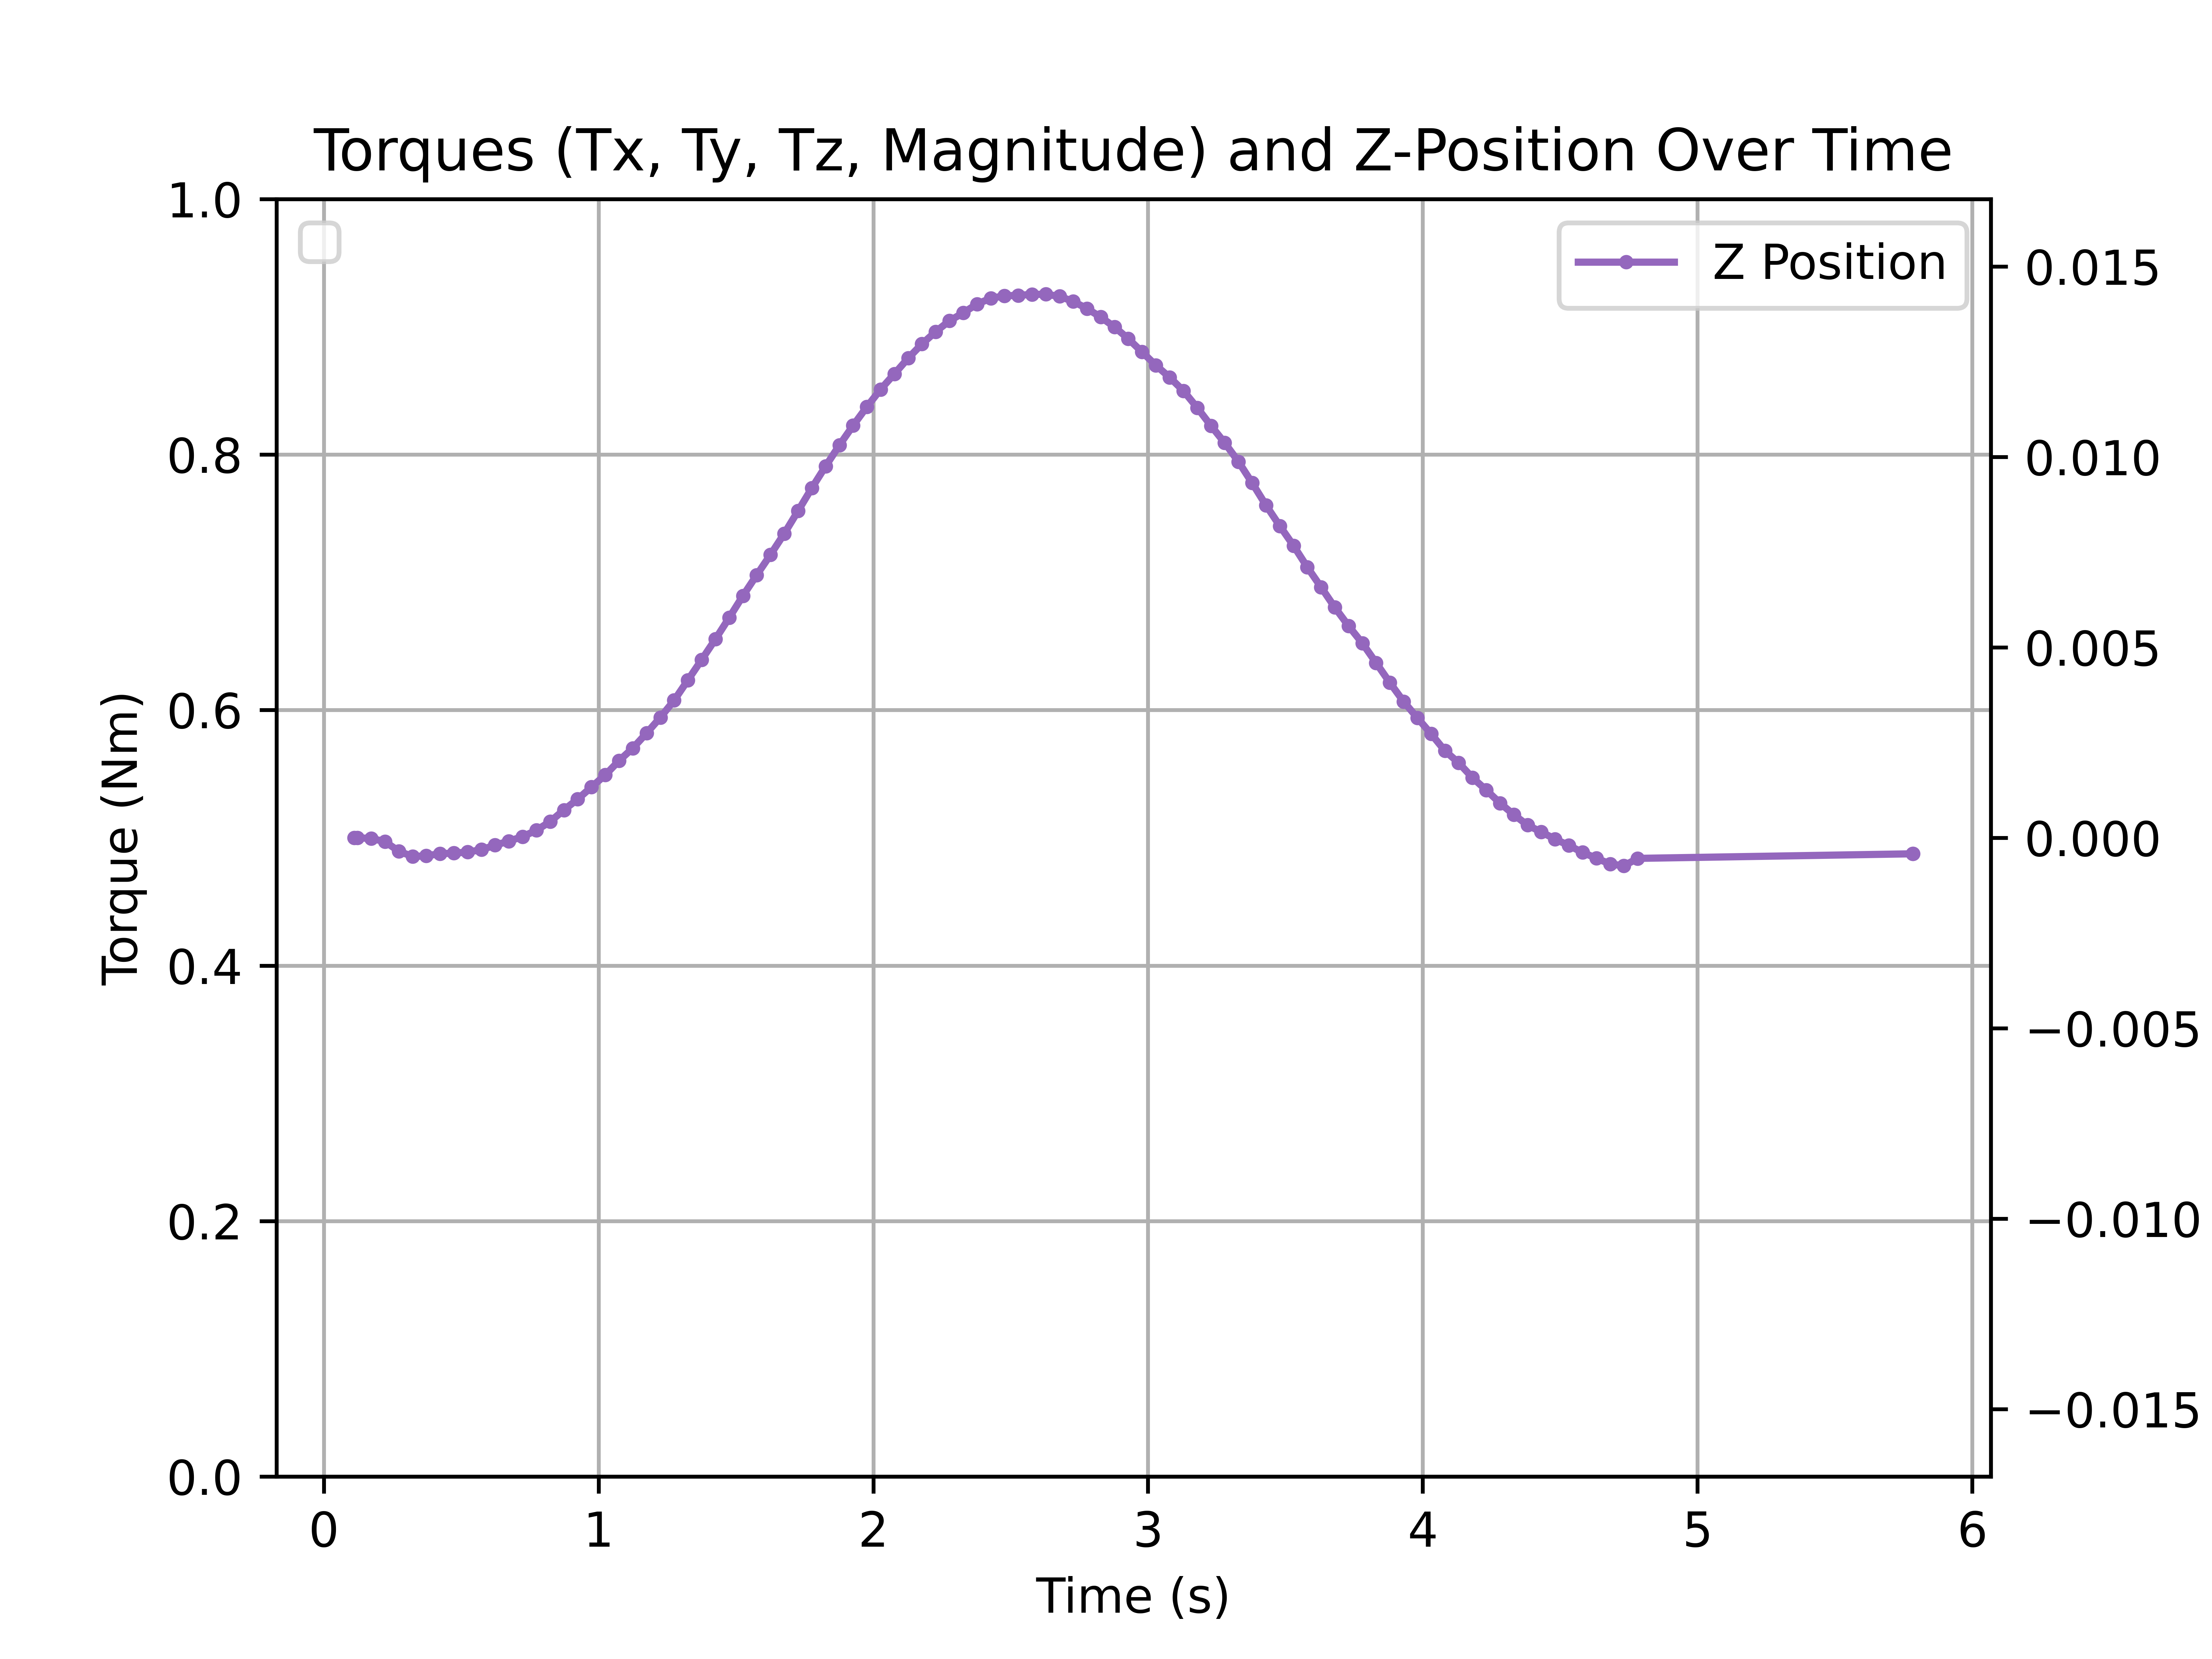 Torques (Tx, Ty, Tz, Magnitude) and Z-Position Over Time
Z Position
Torque (Nm)
1.0
0.8
0.6
0.4
0.2
0.0
0.015
0.010
0.005
0.000
−0.005
−0.010
−0.015
0 1 2 3 4 5 6
Time (s)